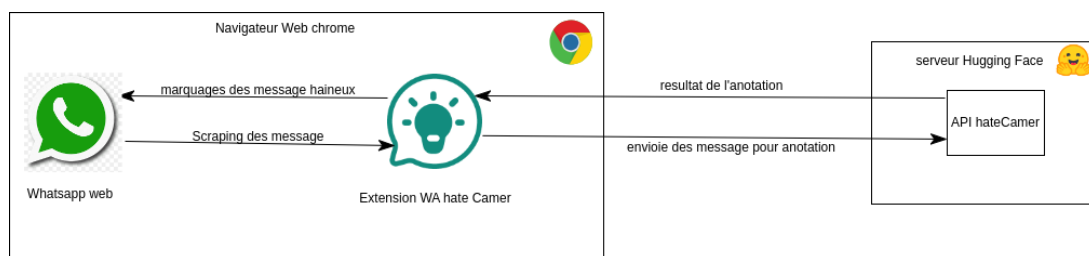 Navigateur Web chrome
serveur Hugging Face
marquages des message haineux
resultat de l'anotation
API hateCamer
Scraping des message
envioie des message pour anotation
Whatsapp web
Extension WA hate Camer